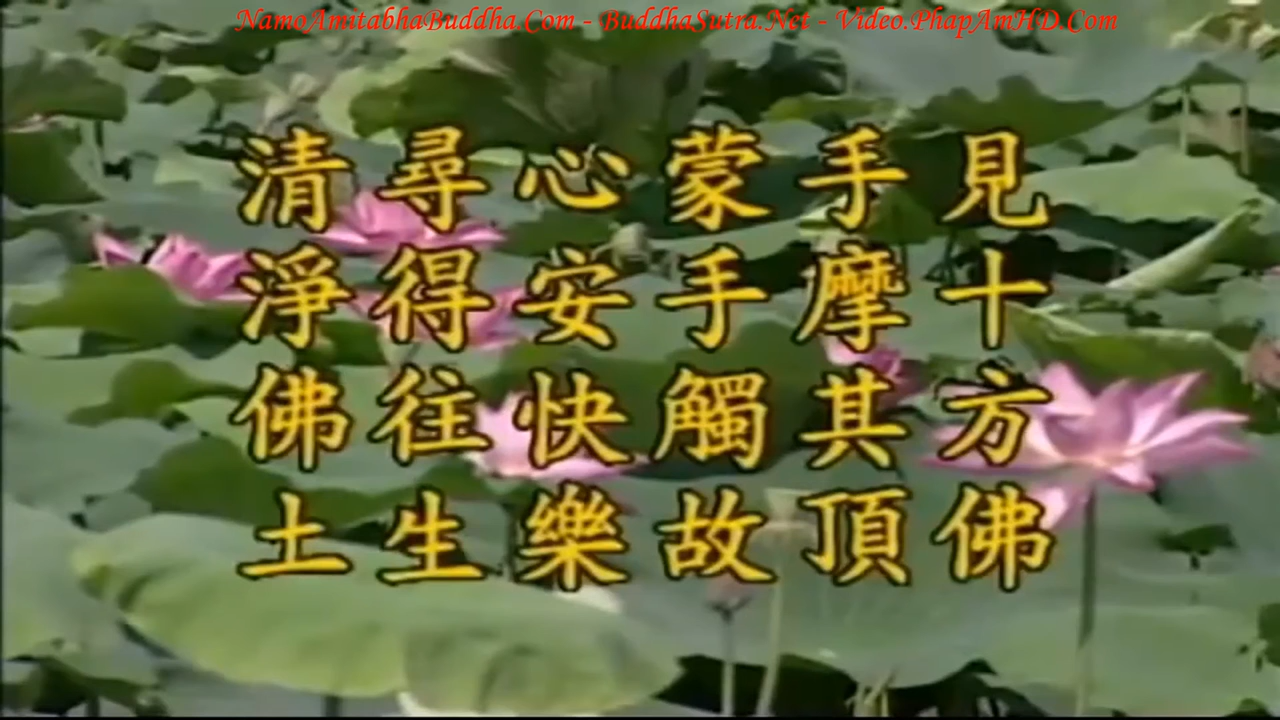 NamoAmitabhaBuddha.Com - BuddhaSutra.Net - Video.PhapAmHD.Com
見十方佛
手摩其頂
蒙手觸故
心安快樂
尋得往生
清淨佛土